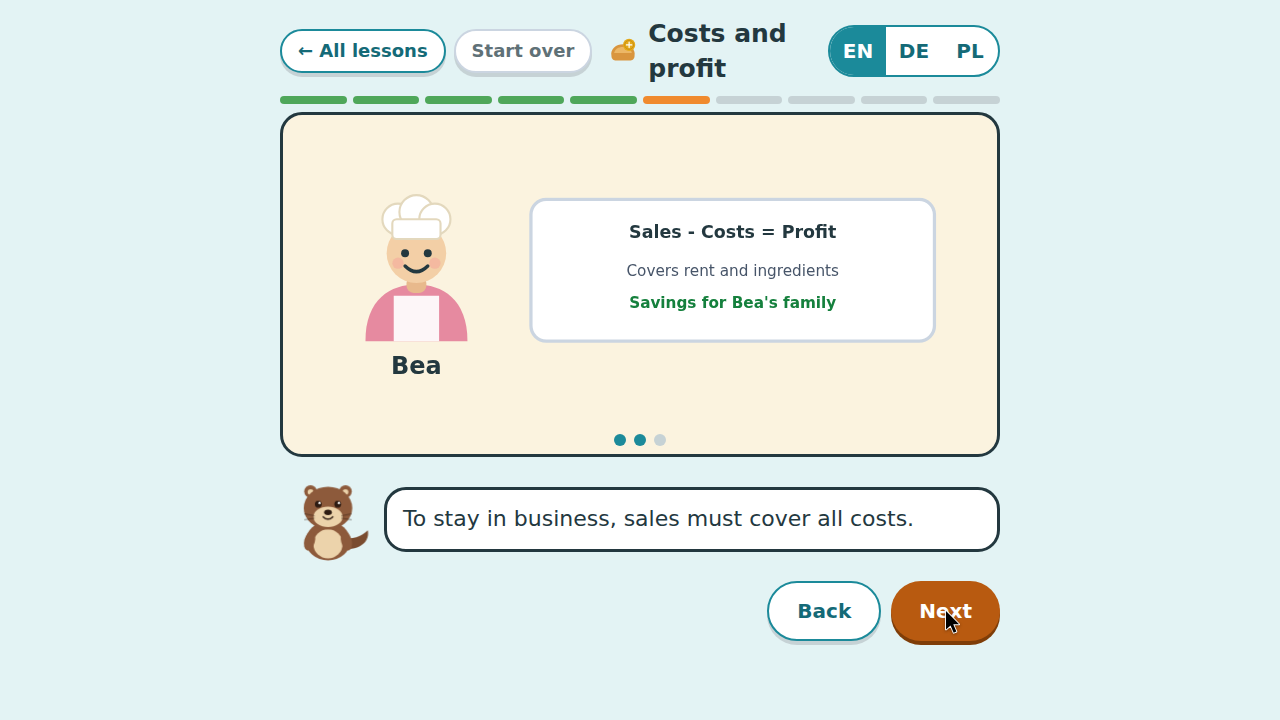 ← All lessons
Start over
Costs and
profit
EN DE PL
Sales - Costs = Profit
Covers rent and ingredients
Savings for Bea's family
Bea
To stay in business, sales must cover all costs.
Back
Next